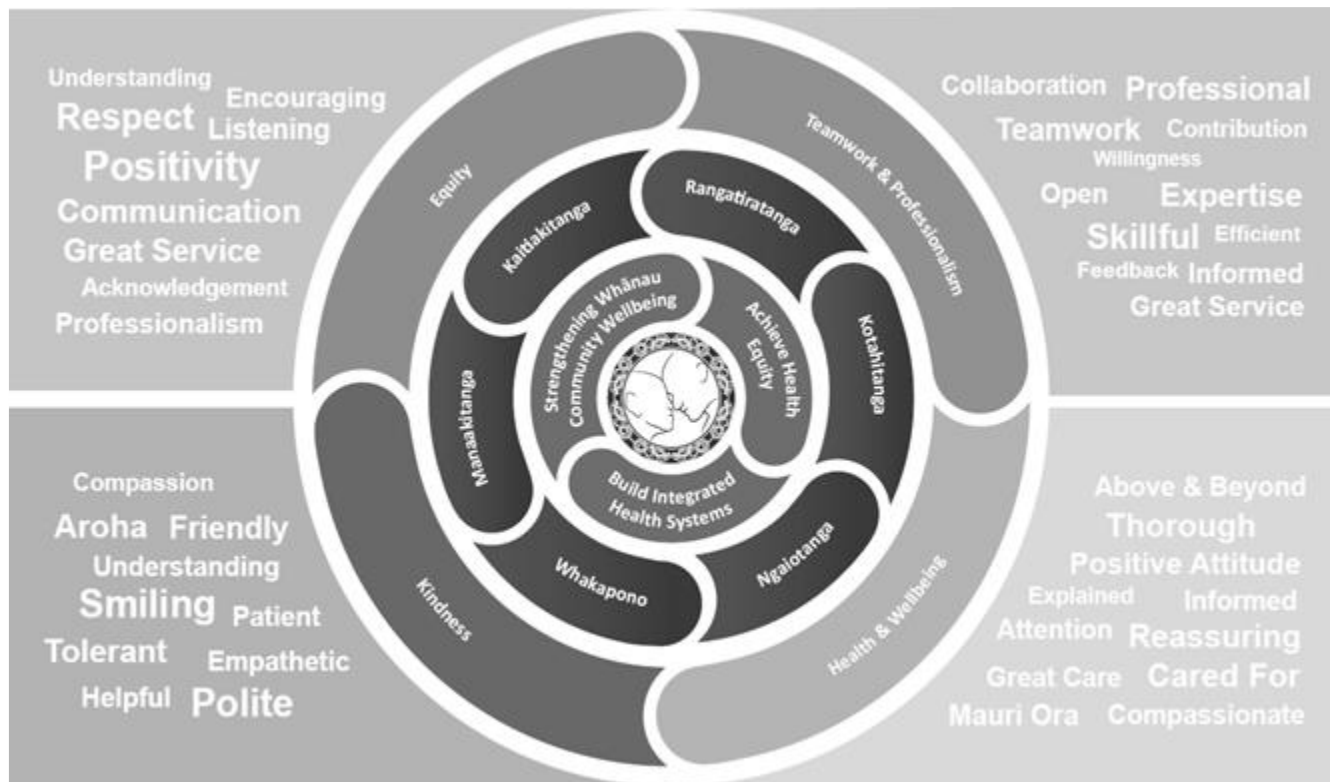 Understanding
Respect Encouraging
Listening
Positivity
Communication
Great Service
Acknowledgement
Professionalism
Collaboration Professional
Teamwork Contribution
Willingness
Open Expertise
Skillful Efficient
Feedback Informed
Great Service
Compassion
Aroha Friendly
Understanding
Smiling Patient
Tolerant Empathetic
Helpful Polite
Above & Beyond
Thorough
Positive Attitude
Explained Informed
Attention Reassuring
Great Care Cared For
Mauri Ora Compassionate
Equity
Teamwork & Professionalism
Health & Wellbeing
Kindness
Kaitiakitanga
Rangatiratanga
Kotahitanga
Ngaiotanga
Whakapono
Manaakitanga
Strengthening Whānau
Community Wellbeing
Achieve Health
Equity
Build Integrated
Health Systems